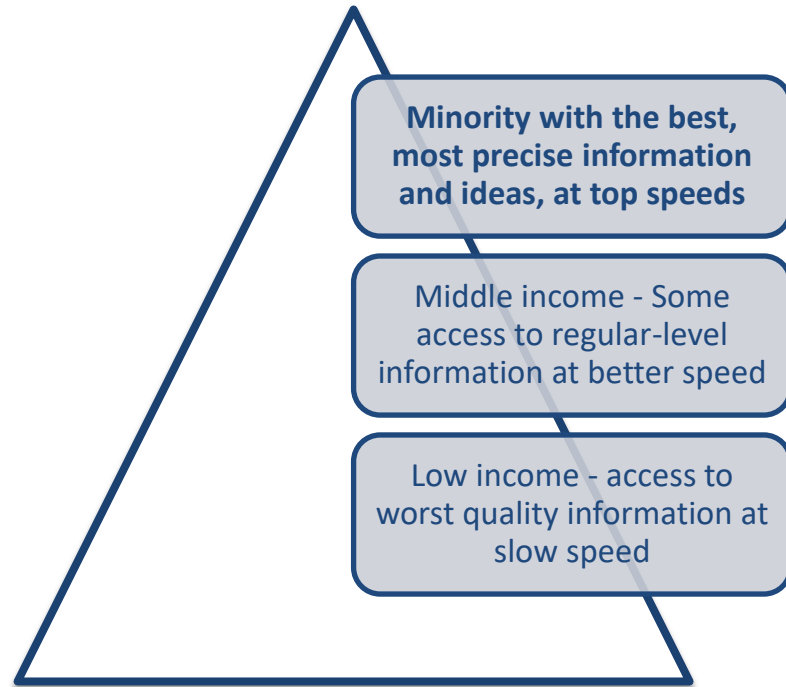 Minority with the best,
most precise information
and ideas, at top speeds
Middle income - Some
access to regular-level
information at better speed
Low income - access to
worst quality information at
slow speed